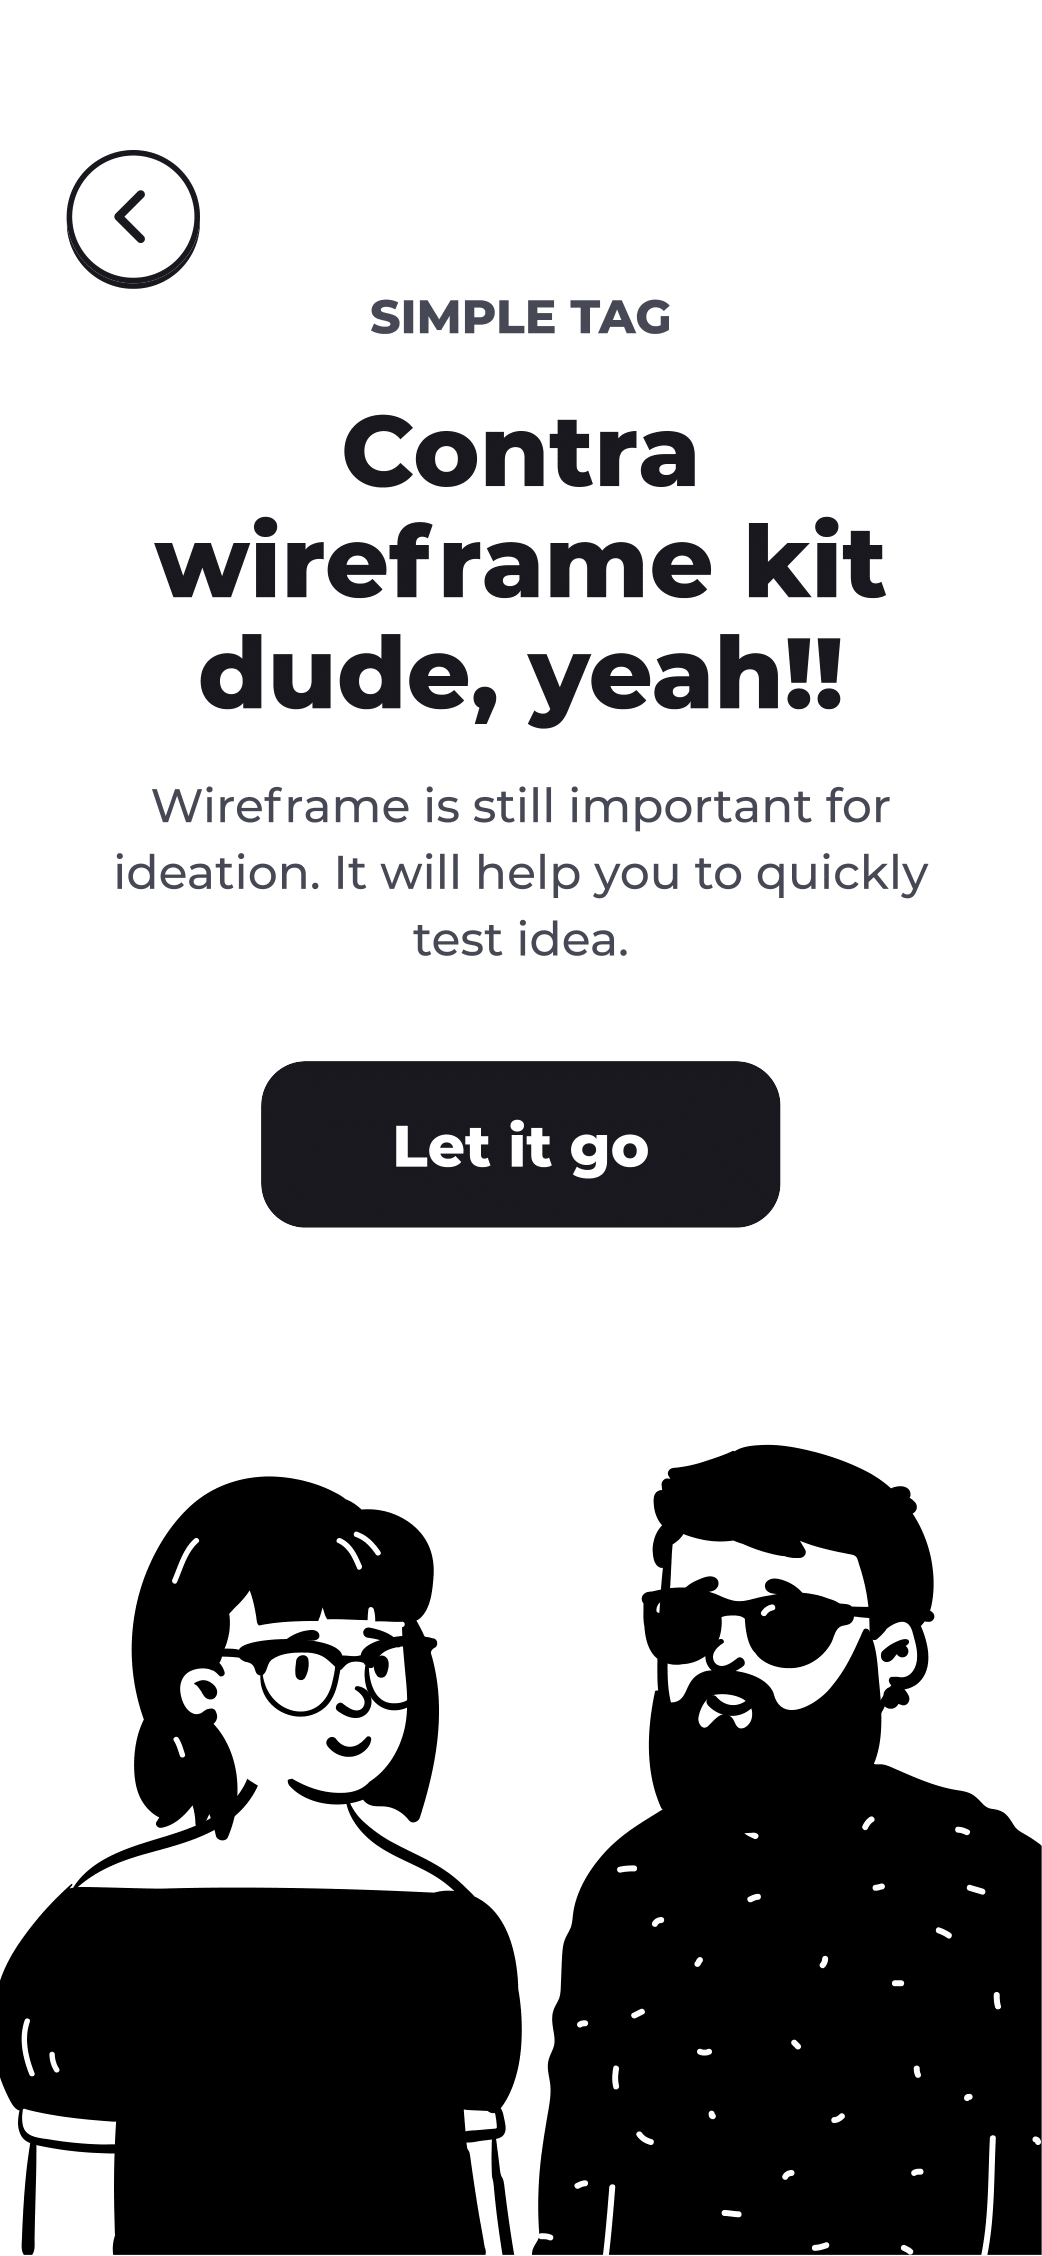 SIMPLE TAG
Contra
wireframe kit
dude, yeah!!
Wireframe is still important for
ideation. It will help you to quickly
test idea.
Let it go